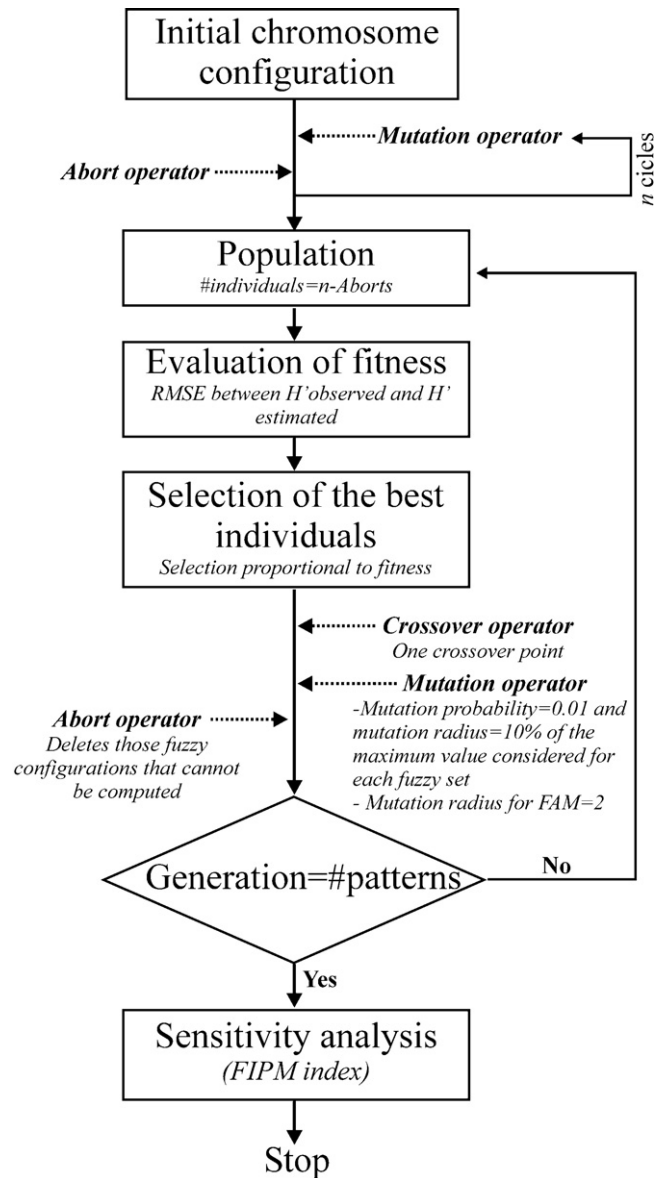 Initial chromosome
configuration
Mutation operator
Abort operator
n cicles
Population
#individuals=n-Aborts
Evaluation of fitness
RMSE between H'observed and H'
estimated
Selection of the best
individuals
Selection proportional to fitness
Crossover operator
One crossover point
Mutation operator
-Mutation probability=0.01 and
mutation radius=10% of the
maximum value considered for
each fuzzy set
- Mutation radius for FAM=2
Abort operator
Deletes those fuzzy
configurations that cannot
be computed
Generation=#patterns
No
Yes
Sensitivity analysis
(FIPM index)
Stop